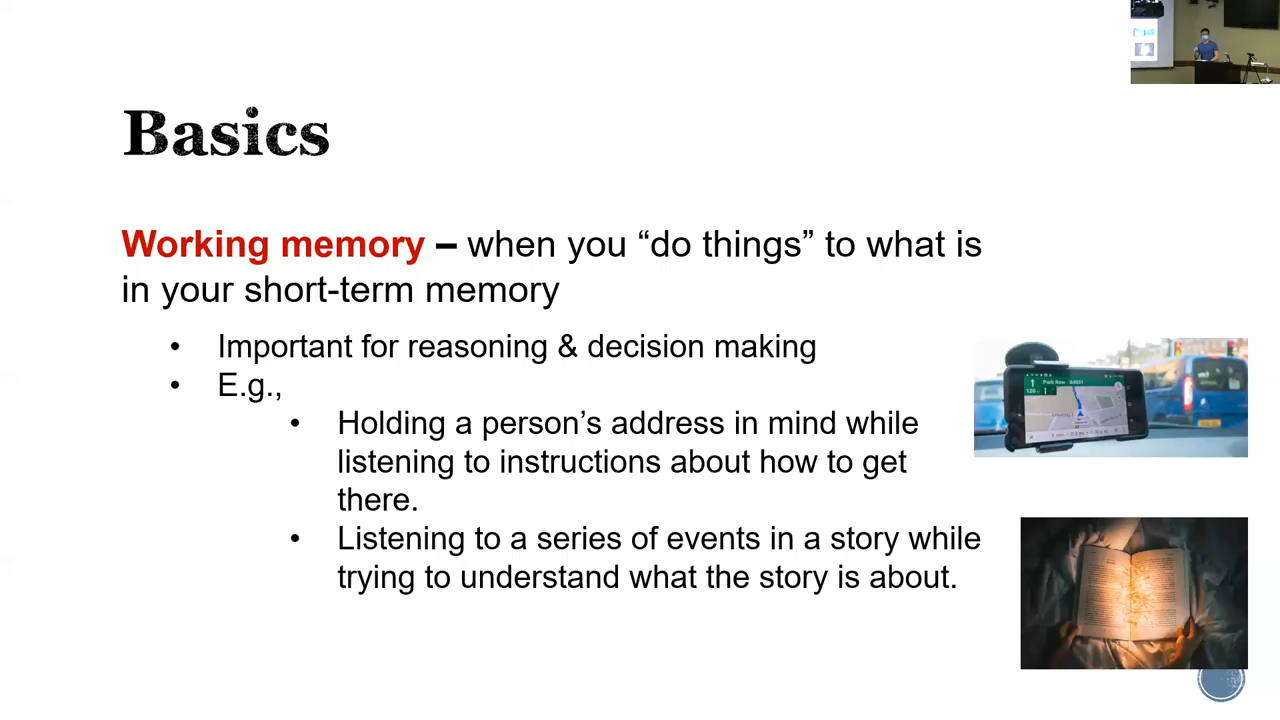 Basics
Working memory – when you “do things” to what is
in your short-term memory
• Important for reasoning & decision making
• E.g.,
• Holding a person’s address in mind while
listening to instructions about how to get
there.
• Listening to a series of events in a story while
trying to understand what the story is about.
Park Row